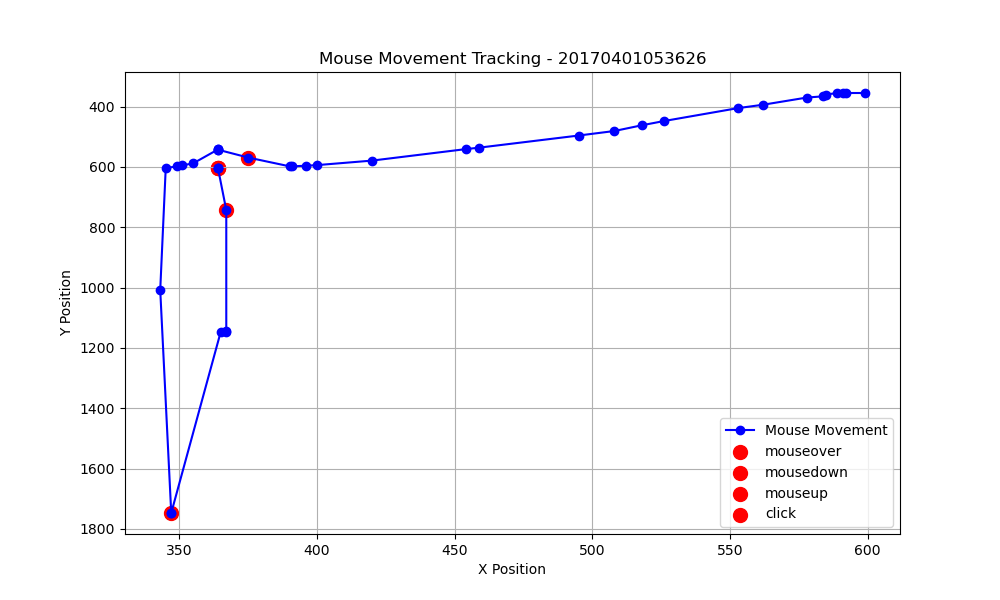 Mouse Movement Tracking - 20170401053626
400
600
800
1000
1200
1400
1600
1800
Y Position
350
400
450
500
550
600
X Position
Mouse Movement
mouseover
mousedown
mouseup
click